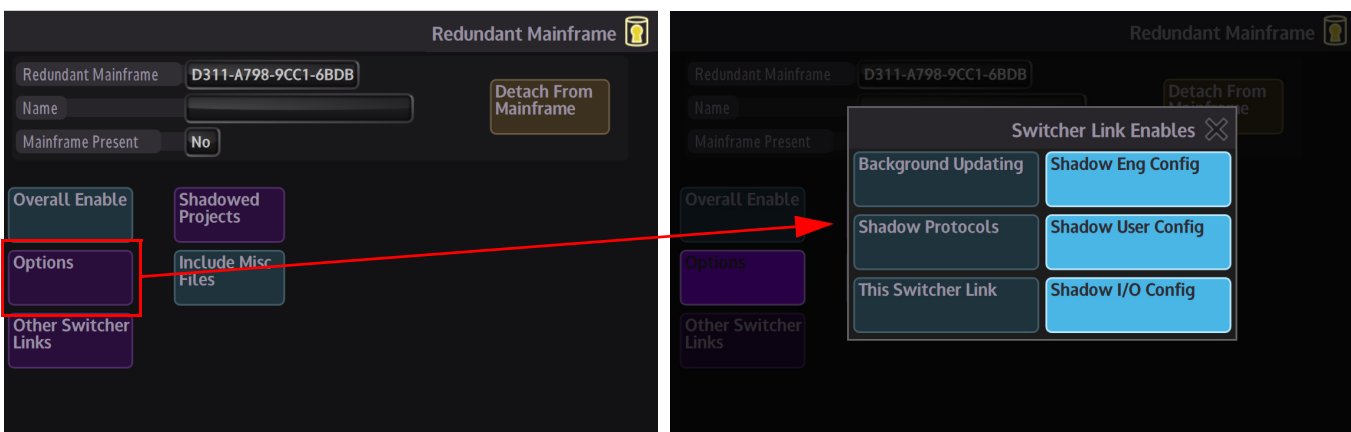 Redundant Mainframe
Redundant Mainframe D311-A798-9CC1-6BDB
Detach From
Mainframe
Name
Mainframe Present No
Overall Enable
Shadowed
Projects
Options
Include Misc
Files
Other Switcher
Links
Redundant Mainframe
Redundant Mainframe D311-A798-9CC1-6BDB
Detach From
Name
Mainframe Present
Switcher Link Enables
Background Updating
Shadow Eng Config
Overall Enable
Shadow Protocols
Shadow User Config
Options
This Switcher Link
Shadow I/O Config
Other Switcher
Links